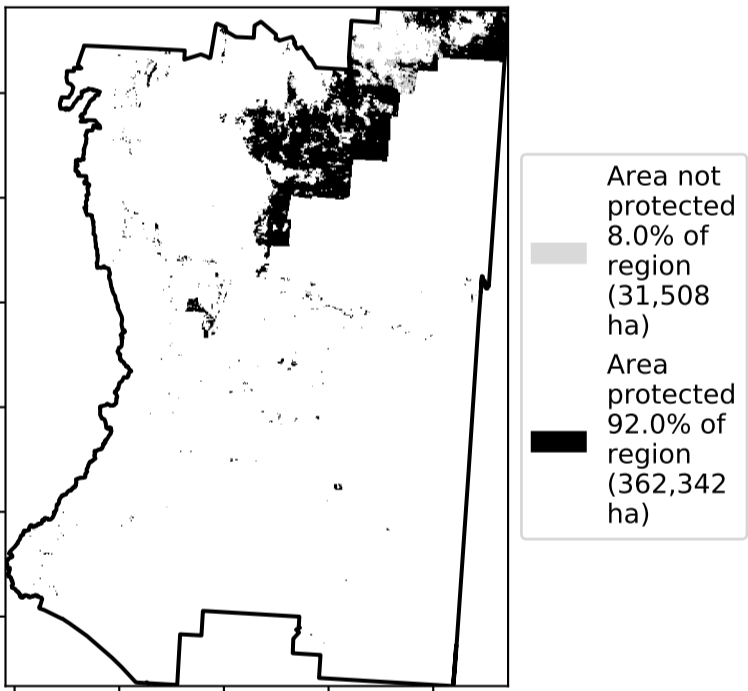 Area not
protected
8.0% of
region
(31,508
ha)
Area
protected
92.0% of
region
(362,342
ha)